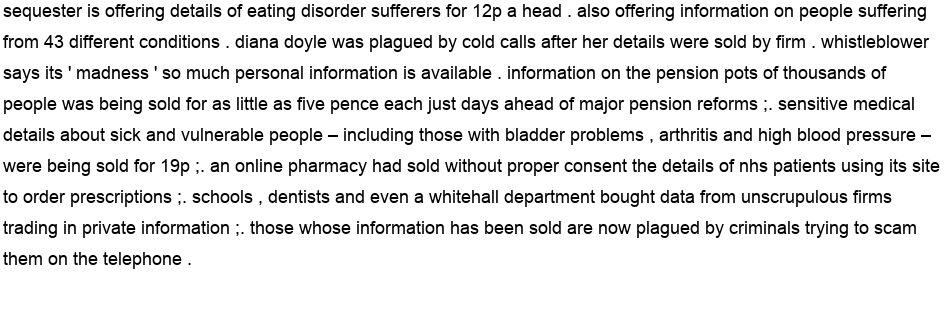 sequester is offering details of eating disorder sufferers for 12p a head . also offering information on people suffering
from 43 different conditions . diana doyle was plagued by cold calls after her details were sold by firm . whistleblower
says its ' madness ' so much personal information is available . information on the pension pots of thousands of
people was being sold for as little as five pence each just days ahead of major pension reforms ;. sensitive medical
details about sick and vulnerable people – including those with bladder problems , arthritis and high blood pressure –
were being sold for 19p ;. an online pharmacy had sold without proper consent the details of nhs patients using its site
to order prescriptions ;. schools , dentists and even a whitehall department bought data from unscrupulous firms
trading in private information ;. those whose information has been sold are now plagued by criminals trying to scam
them on the telephone .